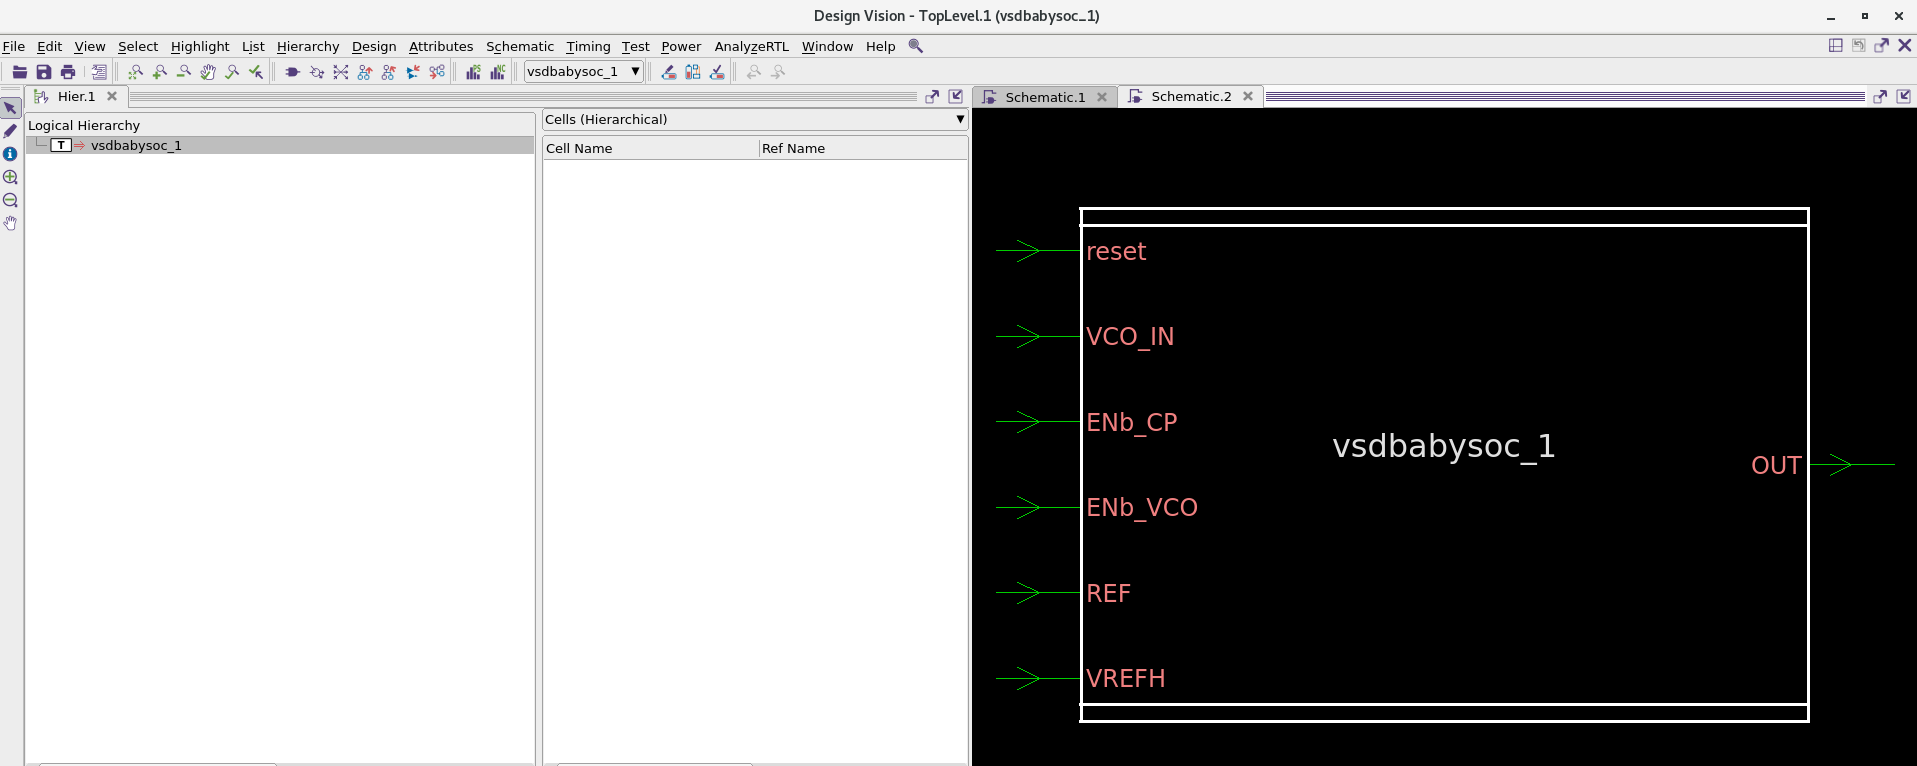 Design Vision - TopLevel.1 (vsdbabysoc_1)
File Edit View Select Highlight List Hierarchy Design Attributes Schematic Timing Test Power AnalyzeRTL Window Help
vsdbabysoc_1
Hier.1
Schematic.1
Schematic.2
Logical Hierarchy
T vsdbabysoc_1
Cells (Hierarchical)
Cell Name Ref Name
reset
VCO_IN
ENb_CP
ENb_VCO
REF
VREFH
vsdbabysoc_1
OUT